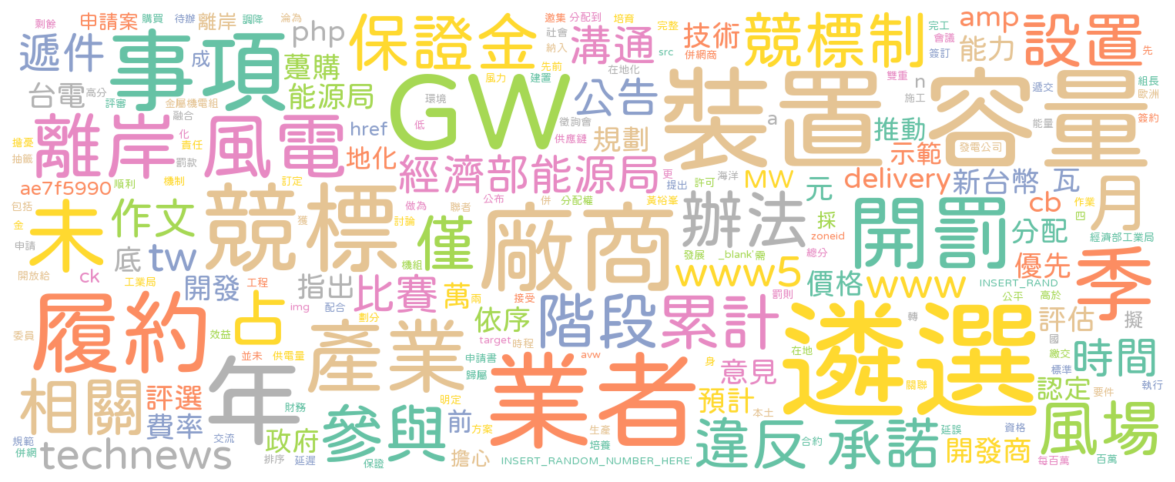 剩餘 購買 待辦 調降 淪為
申請案 離岸 php 保證金 邀集 分配到 培育 完整
社會 納入 先前 src 技術 競標制 amp 設置 完工 會議 先
遞件 成 事項 躉購 溝通 併網商 能力 簽訂
高分 台電 評審 金屬機電組 能源局 GW 在地化 風力 建置 雙重 遞交 組長 歐洲
融合 環境 公告 裝置 容量 n 施工 能量 簽約
化 責任 離岸 風電 href 低 徵詢會 規劃 a 推動 發電公司
擔憂 抽籤 罰款 地化 供應鏈 示範
ae7f5990 順利 機制 訂定 經濟部能源局 更 提出 許可 海洋 MW delivery 新台幣 瓦 月
包括 金 未 作文 競標 獲 公布 做為 聯者 併 分配權 黃裕峯 元 採 cb 作業 四
申請 底 tw 討論 僅 廠商 辦法 zoneid 開罰 分配 經濟部工業局
開放給 ck 工業局 機組 發展 _blank' 需 總分
開發 工程 指出 比賽 萬 而 接受 www5 罰則 價格 www INSERT_RAND 優先 季
img 配合 公平 高於
委員 履約 效益 占 劃分 依序 階段 累計 轉 遴選 評估 擬
並未 供電量 target 時程 avw 身 在地 國
相關 評選 年 產業 申請書 歸屬 業者 意見 關聯 繳交 標準 時間
費率 財務 明定 預計 本土 認定 要件 執行
technews 規範 併網 交流 政府 參與 前 方案 生產 違反 承諾 延誤 資格 風場
排序 延遲 保證 擔心 培養 合約 開發商 每百萬 百萬
INSERT_RANDOM_NUMBER_HERE'